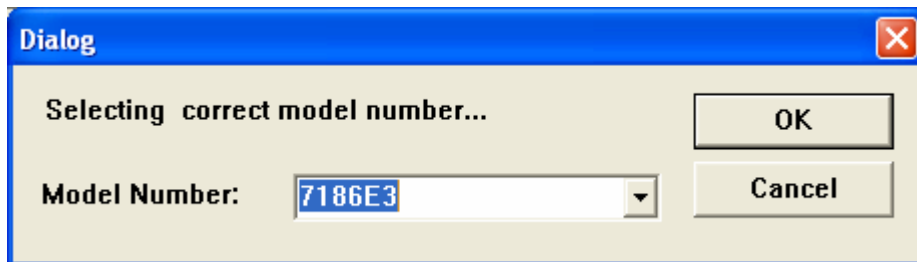 Dialog
Selecting  correct model number...
OK
Model Number:
7186E3
Cancel